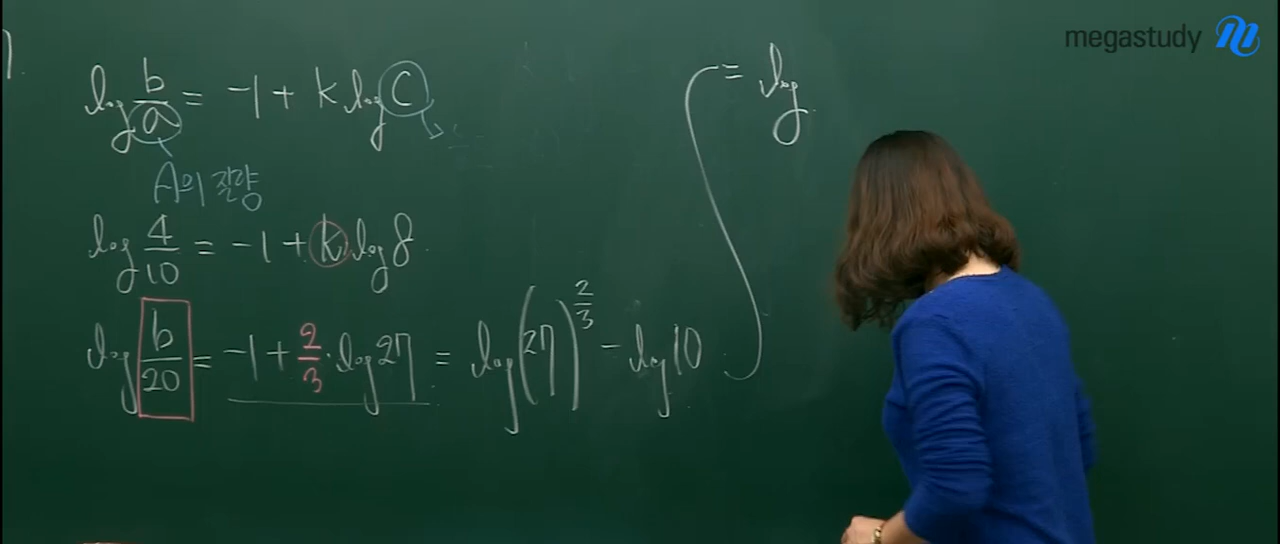 megastudy
log b/a = -1 + k log c
A의 질량
log 4/10 = -1 + k log 8
log b/20 = -1 + 2/3 · log 27 = log (27)^(2/3) - log 10
= log